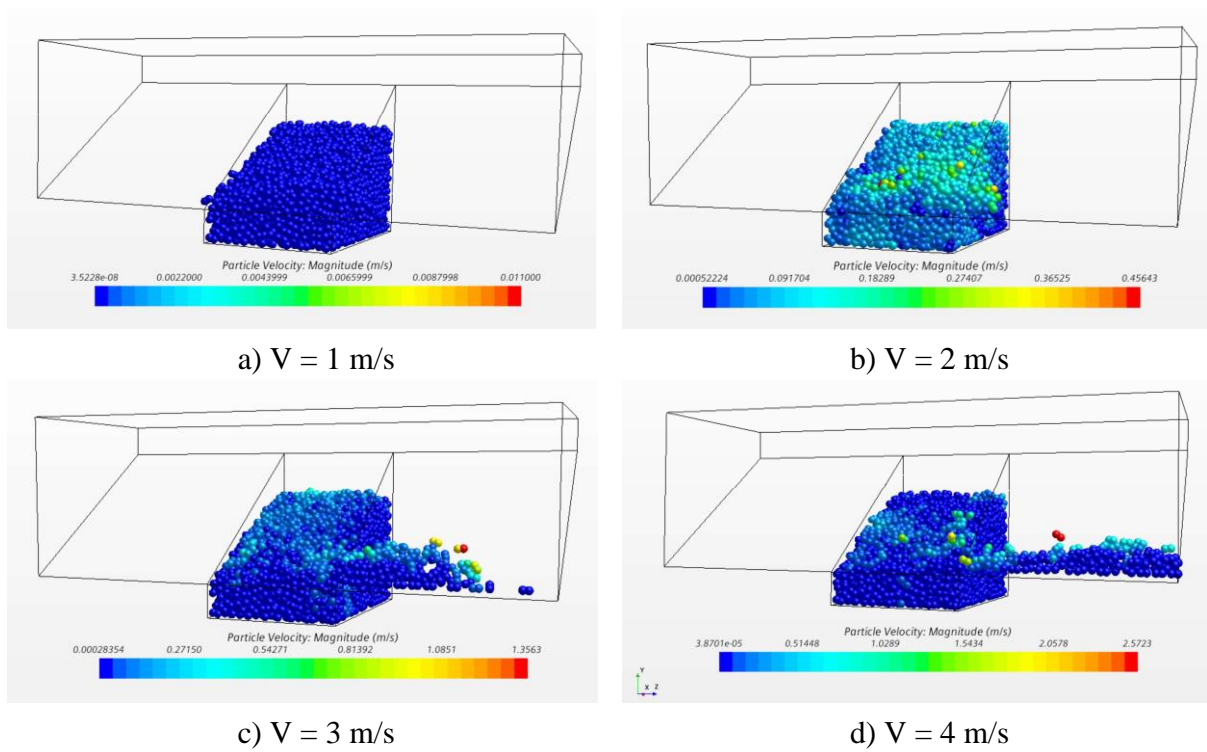 Particle Velocity: Magnitude (m/s)
3.5228e-08 0.0022000 0.0043999 0.0065999 0.0087998 0.011000
a) V = 1 m/s
Particle Velocity: Magnitude (m/s)
0.00052224 0.091704 0.18289 0.27407 0.36525 0.45643
b) V = 2 m/s
Particle Velocity: Magnitude (m/s)
0.00028354 0.27150 0.54271 0.81392 1.0851 1.3563
c) V = 3 m/s
Particle Velocity: Magnitude (m/s)
3.8701e-05 0.51448 1.0289 1.5434 2.0578 2.5723
Y
X Z
d) V = 4 m/s